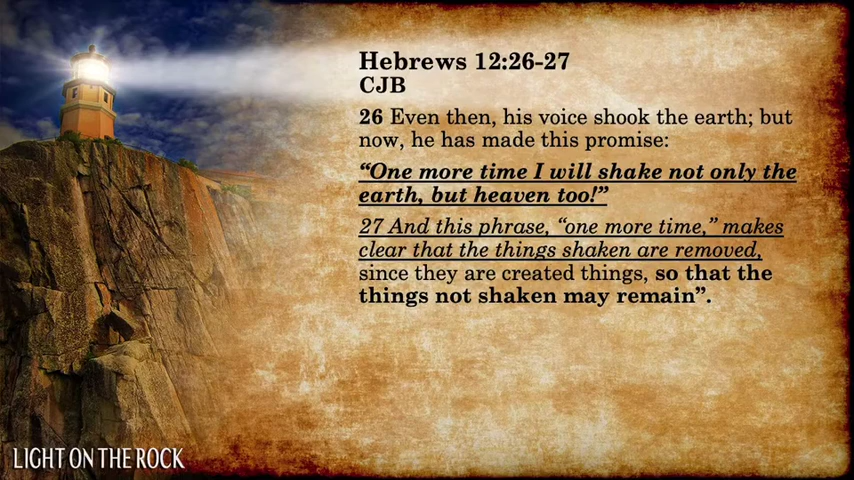 Hebrews 12:26-27
CJB
26 Even then, his voice shook the earth; but
now, he has made this promise:
“One more time I will shake not only the
earth, but heaven too!”
27 And this phrase, “one more time,” makes
clear that the things shaken are removed,
since they are created things, so that the
things not shaken may remain”.
LIGHT ON THE ROCK